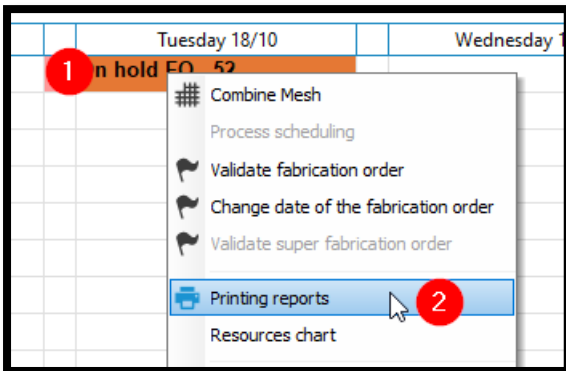 Tuesday 18/10
Wednesday 1
1
n hold FO 52
Combine Mesh
Process scheduling
Validate fabrication order
Change date of the fabrication order
Validate super fabrication order
Printing reports
2
Resources chart